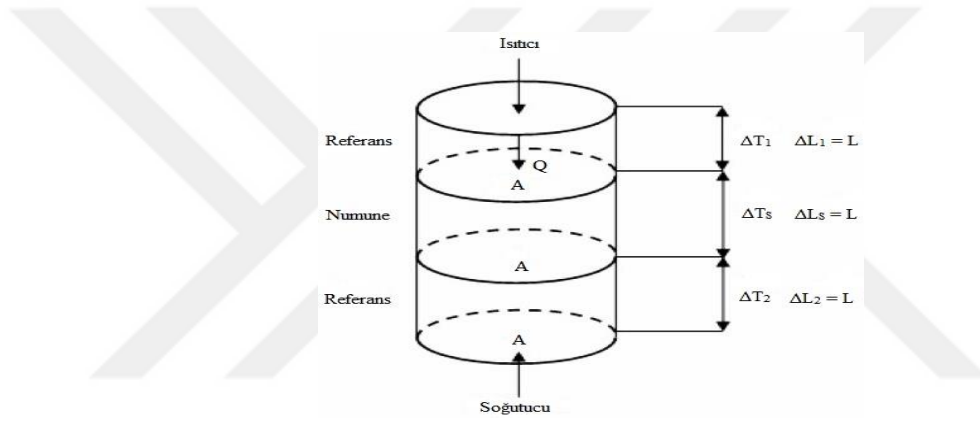 Isıtıcı
Referans
ΔT₁ ΔL₁ = L
Q
A
Numune
ΔTs ΔLs = L
A
Referans
ΔT₂ ΔL₂ = L
A
Soğutucu